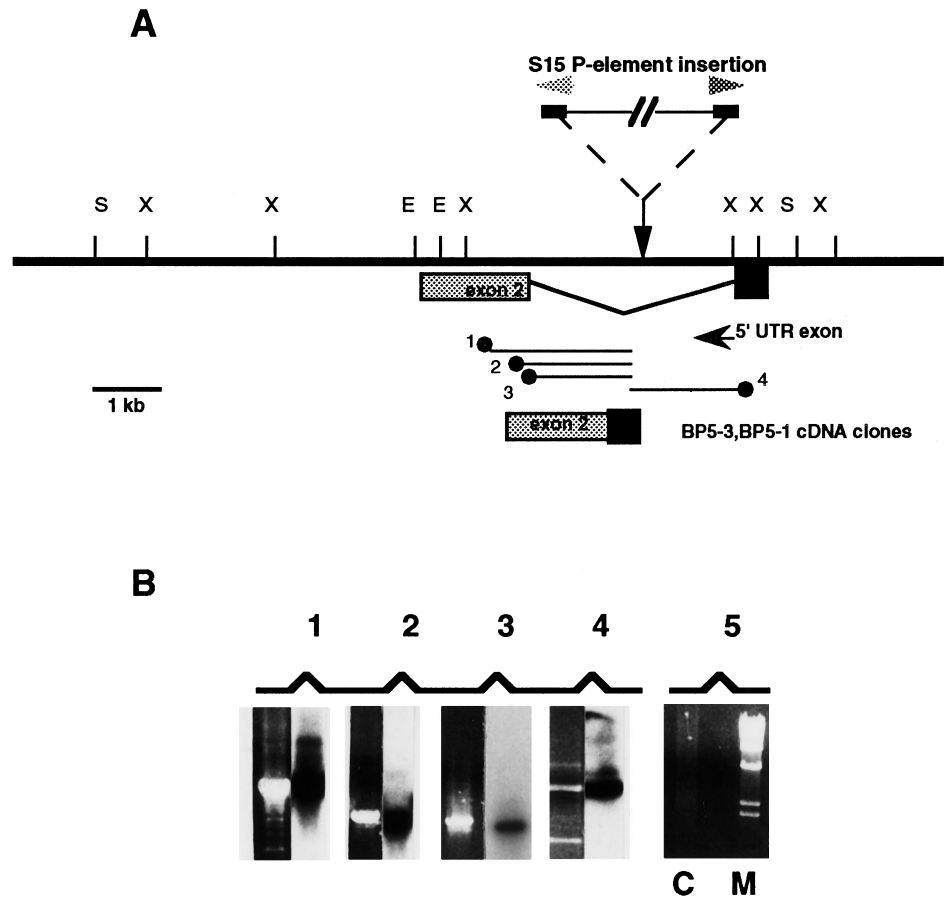 A
S15 P-element insertion
S X X E E X X X S X
exon 2
5' UTR exon
1
2
3
4
1 kb
exon 2
BP5-3,BP5-1 cDNA clones
B
1 2 3 4 5
C M